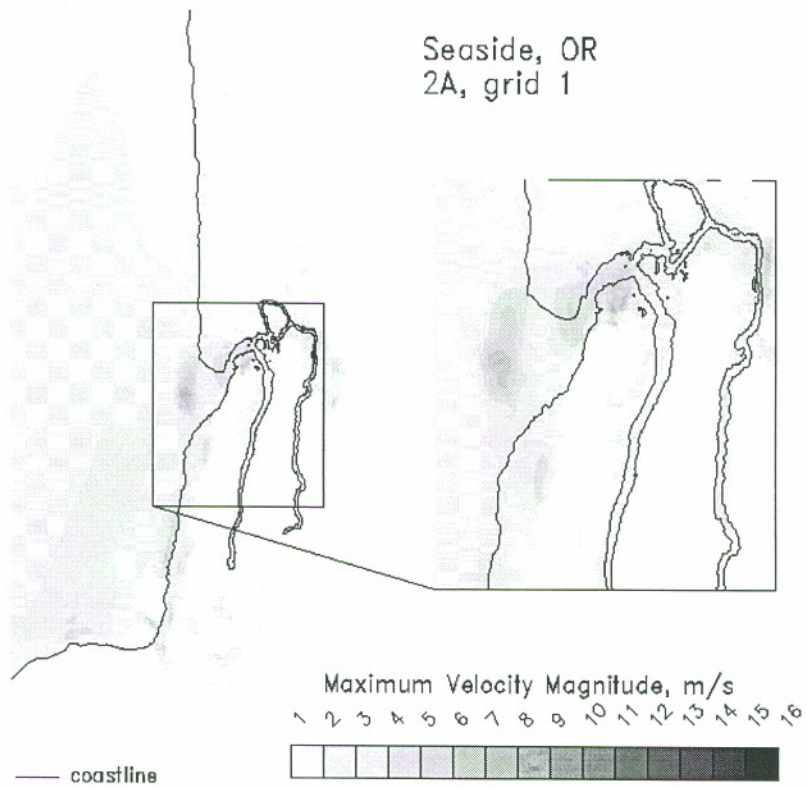 Seaside, OR
2A, grid 1
Maximum Velocity Magnitude, m/s
1 2 3 4 5 6 7 8 9 10 11 12 13 14 15 16
coastline